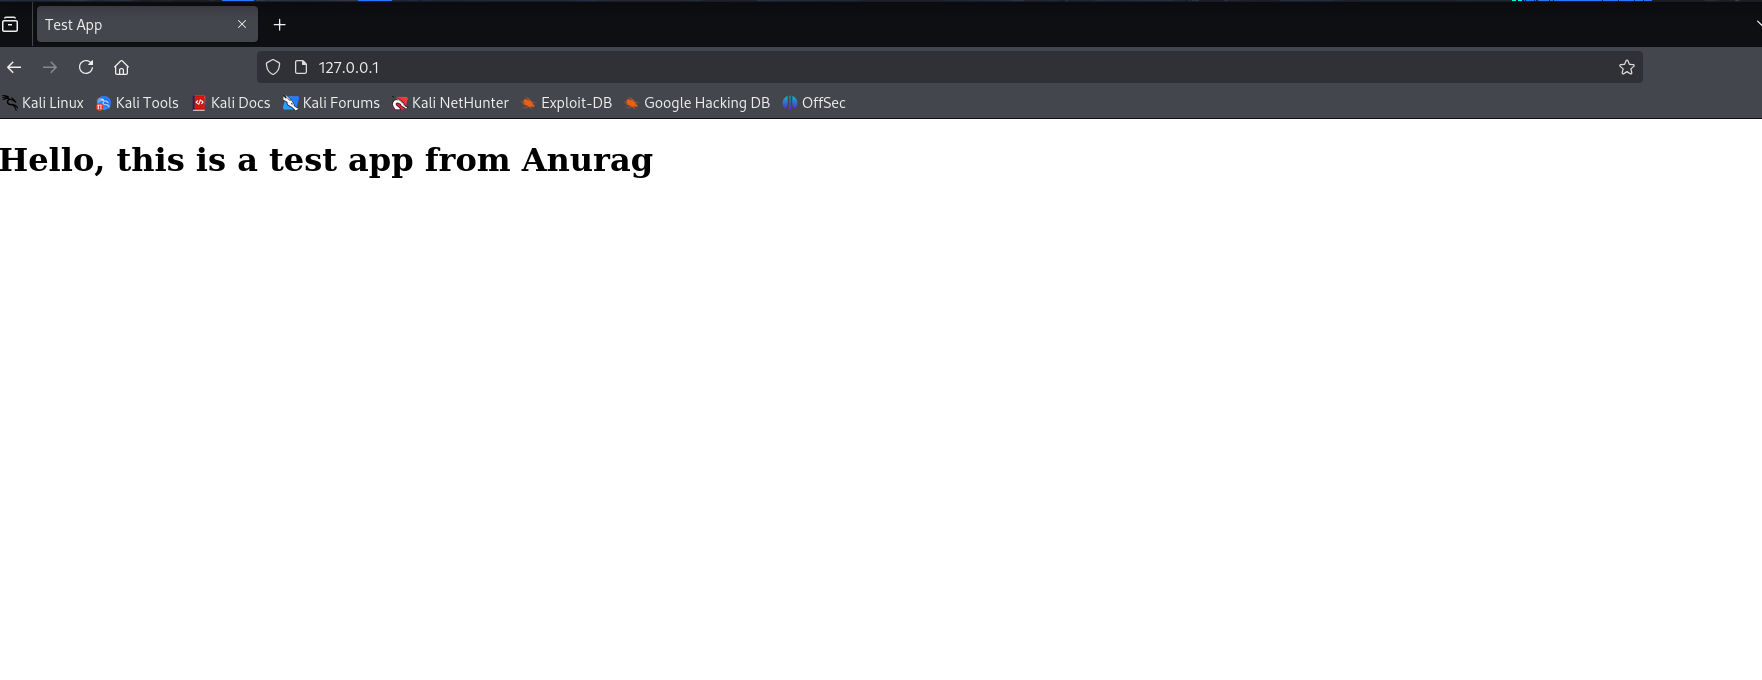 Test App
127.0.0.1
Kali Linux Kali Tools Kali Docs Kali Forums Kali NetHunter Exploit-DB Google Hacking DB OffSec
Hello, this is a test app from Anurag